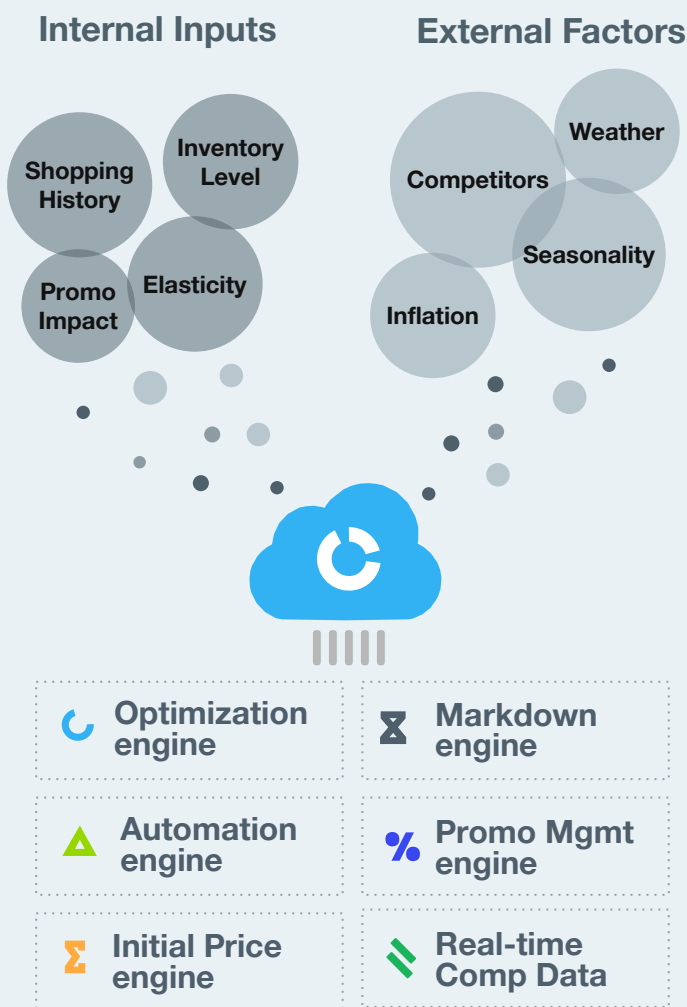 Internal Inputs
External Factors
Shopping
History
Inventory
Level
Promo
Impact
Elasticity
Competitors
Weather
Seasonality
Inflation
Optimization
engine
Markdown
engine
Automation
engine
Promo Mgmt
engine
Initial Price
engine
Real-time
Comp Data